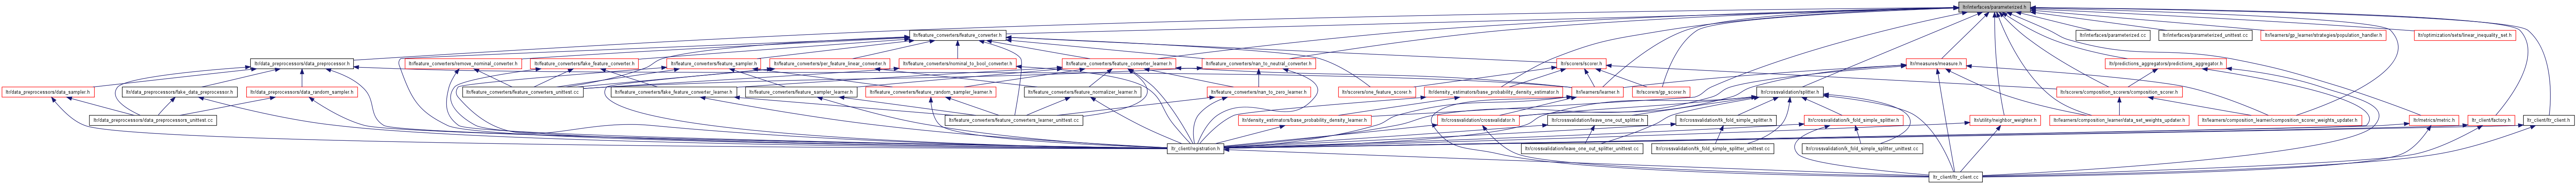 ltr/interfaces/parameterized.h
ltr/feature_converters/feature_converter.h
ltr/interfaces/parameterized.cc
ltr/interfaces/parameterized_unittest.cc
ltr/learners/gp_learner/strategies/population_handler.h
ltr/optimization/sets/linear_inequality_set.h
ltr/data_preprocessors/data_preprocessor.h
ltr/feature_converters/remove_nominal_converter.h
ltr/feature_converters/fake_feature_converter.h
ltr/feature_converters/feature_sampler.h
ltr/feature_converters/per_feature_linear_converter.h
ltr/feature_converters/nominal_to_bool_converter.h
ltr/feature_converters/feature_converter_learner.h
ltr/feature_converters/nan_to_neutral_converter.h
ltr/scorers/scorer.h
ltr/measures/measure.h
ltr/predictions_aggregators/predictions_aggregator.h
ltr/data_preprocessors/data_sampler.h
ltr/data_preprocessors/fake_data_preprocessor.h
ltr/data_preprocessors/data_random_sampler.h
ltr/feature_converters/feature_converters_unittest.cc
ltr/feature_converters/fake_feature_converter_learner.h
ltr/feature_converters/feature_sampler_learner.h
ltr/feature_converters/feature_random_sampler_learner.h
ltr/feature_converters/feature_normalizer_learner.h
ltr/feature_converters/nan_to_zero_learner.h
ltr/scorers/one_feature_scorer.h
ltr/density_estimators/base_probability_density_estimator.h
ltr/learners/learner.h
ltr/scorers/gp_scorer.h
ltr/crossvalidation/splitter.h
ltr/scorers/composition_scorers/composition_scorer.h
ltr/data_preprocessors/data_preprocessors_unittest.cc
ltr/feature_converters/feature_converters_learner_unittest.cc
ltr/density_estimators/base_probability_density_learner.h
ltr/crossvalidation/crossvalidator.h
ltr/crossvalidation/leave_one_out_splitter.h
ltr/crossvalidation/tk_fold_simple_splitter.h
ltr/crossvalidation/k_fold_simple_splitter.h
ltr/utility/neighbor_weighter.h
ltr/learners/composition_learner/data_set_weights_updater.h
ltr/learners/composition_learner/composition_scorer_weights_updater.h
ltr/metrics/metric.h
ltr_client/factory.h
ltr_client/ltr_client.h
ltr_client/registration.h
ltr/crossvalidation/leave_one_out_splitter_unittest.cc
ltr/crossvalidation/tk_fold_simple_splitter_unittest.cc
ltr/crossvalidation/k_fold_simple_splitter_unittest.cc
ltr_client/ltr_client.cc